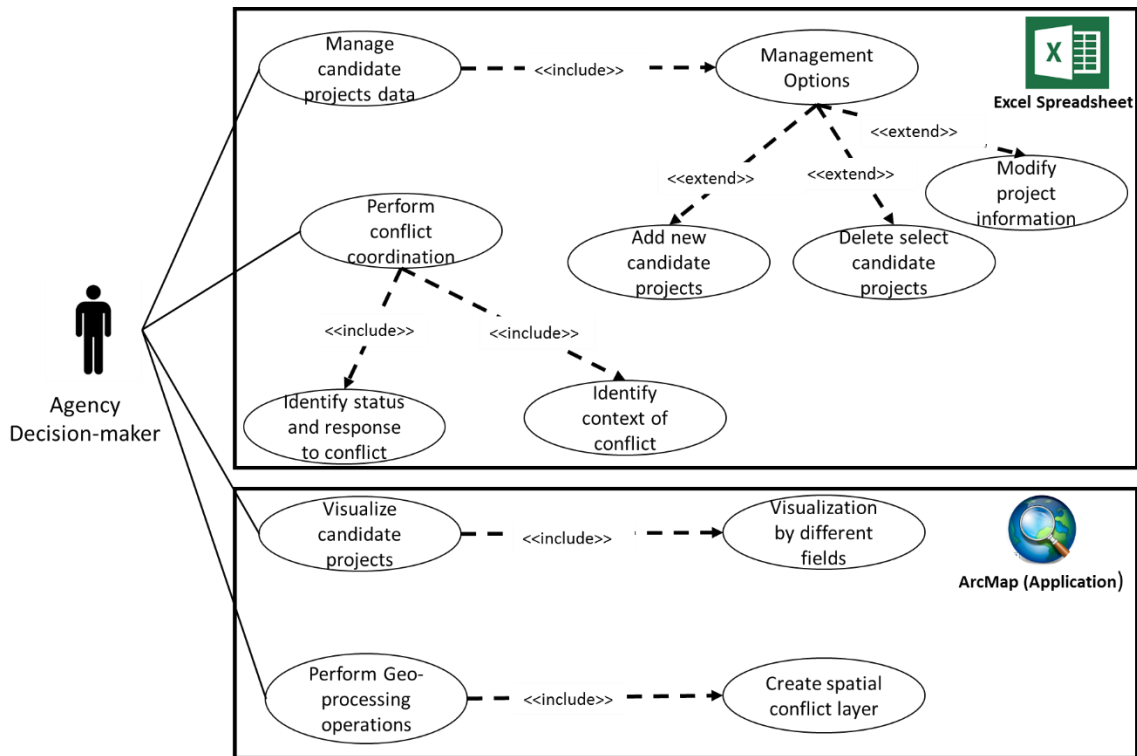 Manage
candidate
projects data
<<include>>
Management
Options
X
Excel Spreadsheet
<<extend>>
<<extend>>
<<extend>>
Modify
project
information
Perform
conflict
coordination
Add new
candidate
projects
Delete select
candidate
projects
<<include>>
<<include>>
Agency
Decision-maker
Identify status
and response
to conflict
Identify
context of
conflict
Visualize
candidate
projects
<<include>>
Visualization
by different
fields
ArcMap (Application)
Perform Geo-
processing
operations
<<include>>
Create spatial
conflict layer